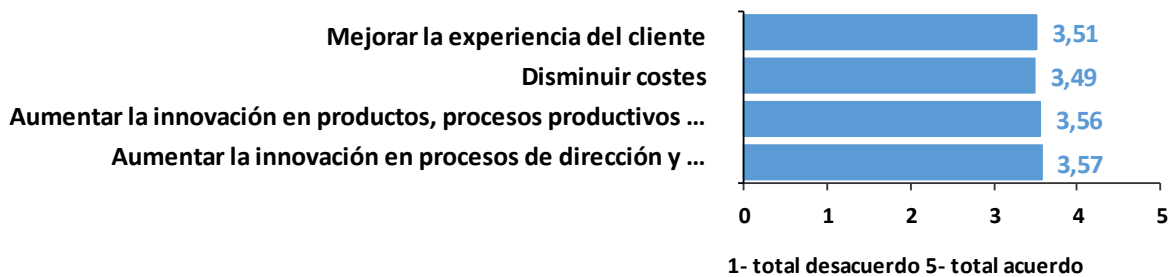 Mejorar la experiencia del cliente 3,51
Disminuir costes 3,49
Aumentar la innovación en productos, procesos productivos ... 3,56
Aumentar la innovación en procesos de dirección y ... 3,57
0 1 2 3 4 5
1- total desacuerdo 5- total acuerdo